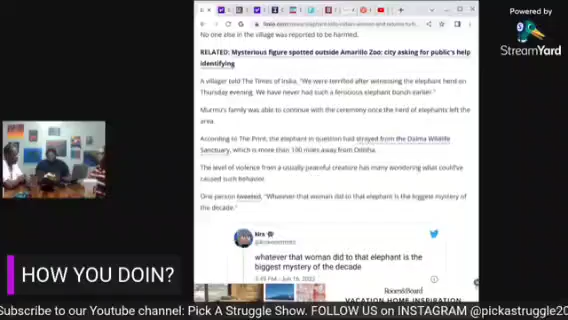 Powered by
StreamYard
No one else in the village was reported to be harmed.
RELATED: Mysterious figure spotted outside Amarillo Zoo: city asking for public's help
identifying
A villager told The Times of India, "We were terrified after witnessing the elephant herd on
Thursday evening. We have never had such a ferocious elephant bunch earlier."
Murmu's family was able to continue with the ceremony once the herd of elephants left the
area.
According to The Print, the elephant in question had strayed from the Dalma Wildlife
Sanctuary, which is more than 100 miles away from Odisha.
The level of violence from a usually peaceful creature has many wondering what could've
caused such behavior.
One person tweeted, "Whatever that woman did to that elephant is the biggest mystery of
the decade."
kira
whatever that woman did to that elephant is the
biggest mystery of the decade
Room&Board
VACATION HOME INSPIRATION
HOW YOU DOIN?
Subscribe to our Youtube channel: Pick A Struggle Show. FOLLOW US on INSTAGRAM @pickastruggle20